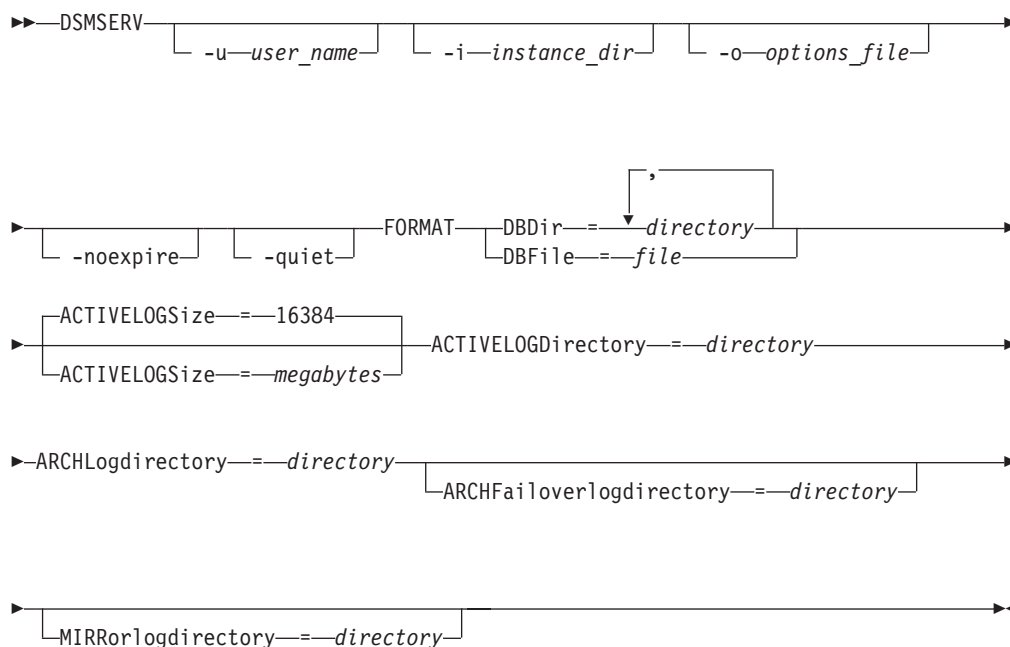 DSMSERV
-u user_name -i instance_dir -o options_file
,
FORMAT DBDir = directory
-noexpire -quiet DBFile = file
ACTIVELOGSize = 16384
ACTIVELOGDirectory = directory
ACTIVELOGSize = megabytes
ARCHLogdirectory = directory
ARCHFailoverlogdirectory = directory
MIRRorlogdirectory = directory